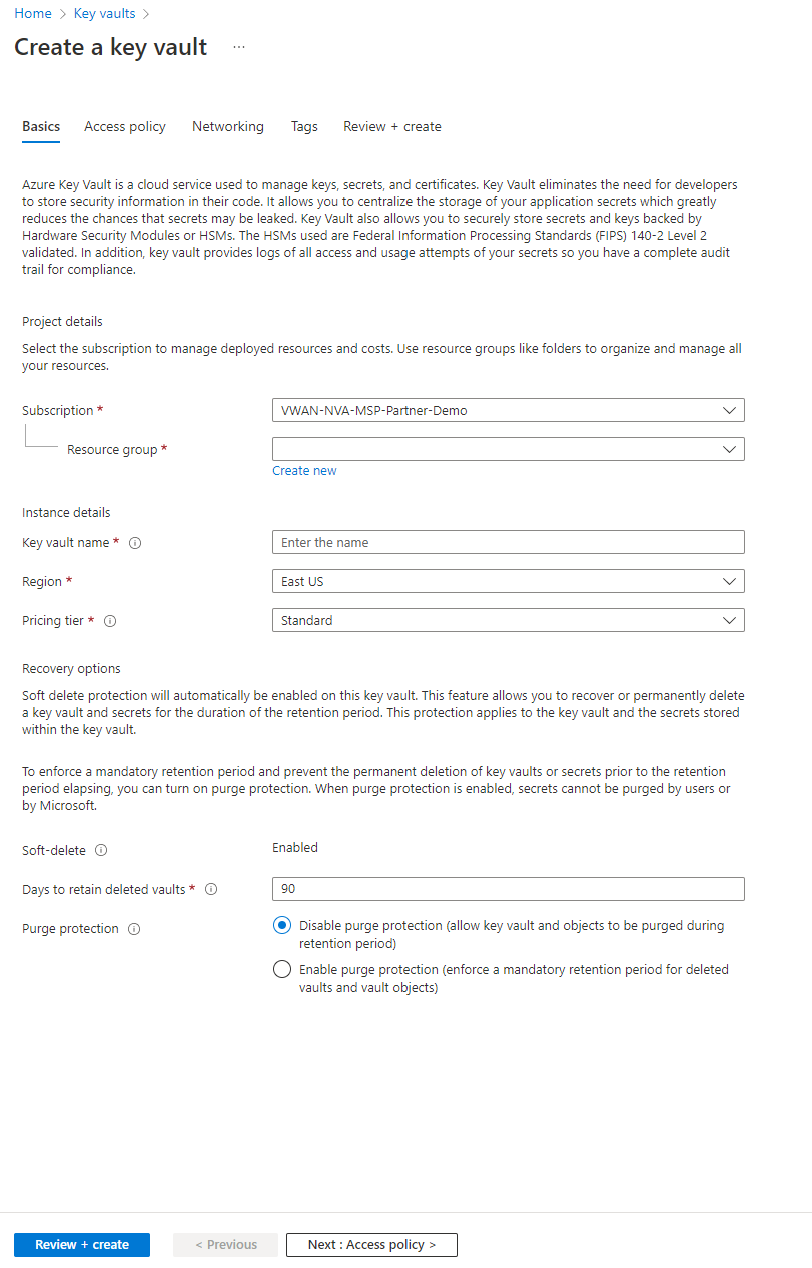 Home > Key vaults >
Create a key vault ...
Basics Access policy Networking Tags Review + create
Azure Key Vault is a cloud service used to manage keys, secrets, and certificates. Key Vault eliminates the need for developers
to store security information in their code. It allows you to centralize the storage of your application secrets which greatly
reduces the chances that secrets may be leaked. Key Vault also allows you to securely store secrets and keys backed by
Hardware Security Modules or HSMs. The HSMs used are Federal Information Processing Standards (FIPS) 140-2 Level 2
validated. In addition, key vault provides logs of all access and usage attempts of your secrets so you have a complete audit
trail for compliance.
Project details
Select the subscription to manage deployed resources and costs. Use resource groups like folders to organize and manage all
your resources.
Subscription * VWAN-NVA-MSP-Partner-Demo
Resource group *
Create new
Instance details
Key vault name * Enter the name
Region * East US
Pricing tier * Standard
Recovery options
Soft delete protection will automatically be enabled on this key vault. This feature allows you to recover or permanently delete
a key vault and secrets for the duration of the retention period. This protection applies to the key vault and the secrets stored
within the key vault.
To enforce a mandatory retention period and prevent the permanent deletion of key vaults or secrets prior to the retention
period elapsing, you can turn on purge protection. When purge protection is enabled, secrets cannot be purged by users or
by Microsoft.
Soft-delete Enabled
Days to retain deleted vaults * 90
Purge protection Disable purge protection (allow key vault and objects to be purged during
retention period)
Enable purge protection (enforce a mandatory retention period for deleted
vaults and vault objects)
Review + create < Previous Next : Access policy >